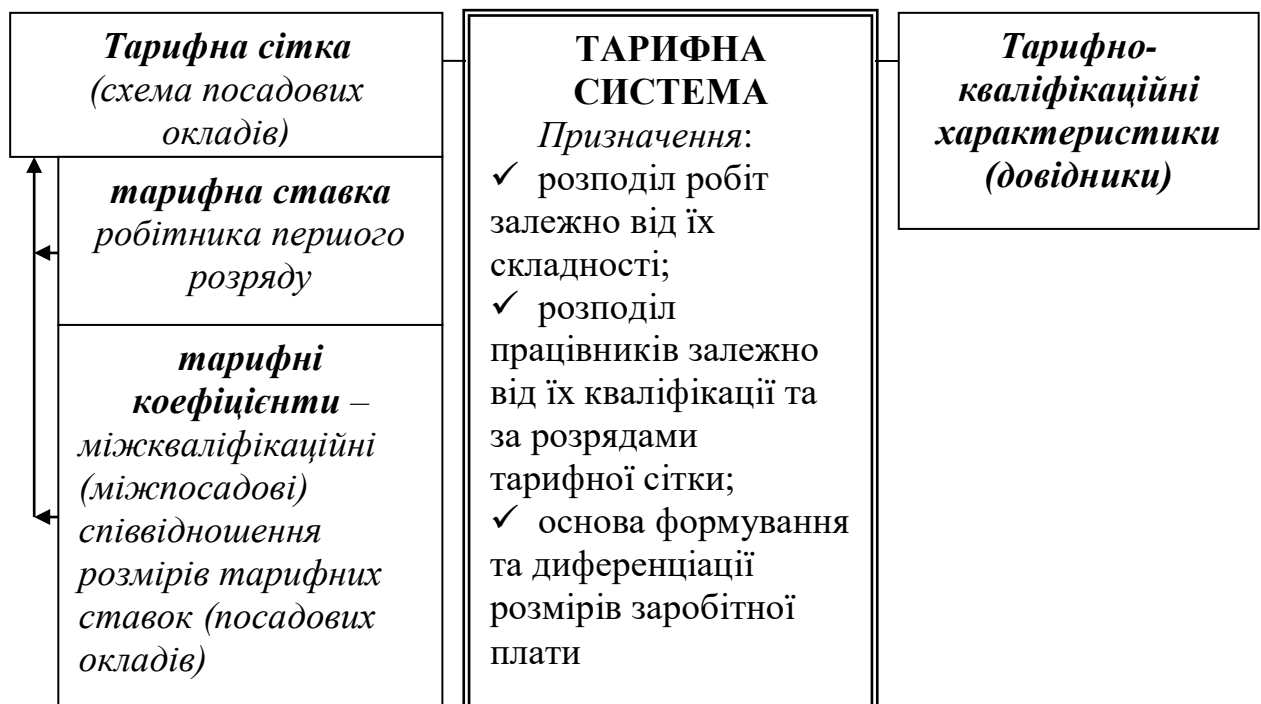 Тарифна сітка
(схема посадових
окладів)
тарифна ставка
робітника першого
розряду
тарифні
коефіцієнти –
міжкваліфікаційні
(міжпосадові)
співвідношення
розмірів тарифних
ставок (посадових
окладів)
ТАРИФНА
СИСТЕМА
Призначення:
✓ розподіл робіт
залежно від їх
складності;
✓ розподіл
працівників залежно
від їх кваліфікації та
за розрядами
тарифної сітки;
✓ основа формування
та диференціації
розмірів заробітної
плати
Тарифно-
кваліфікаційні
характеристики
(довідники)